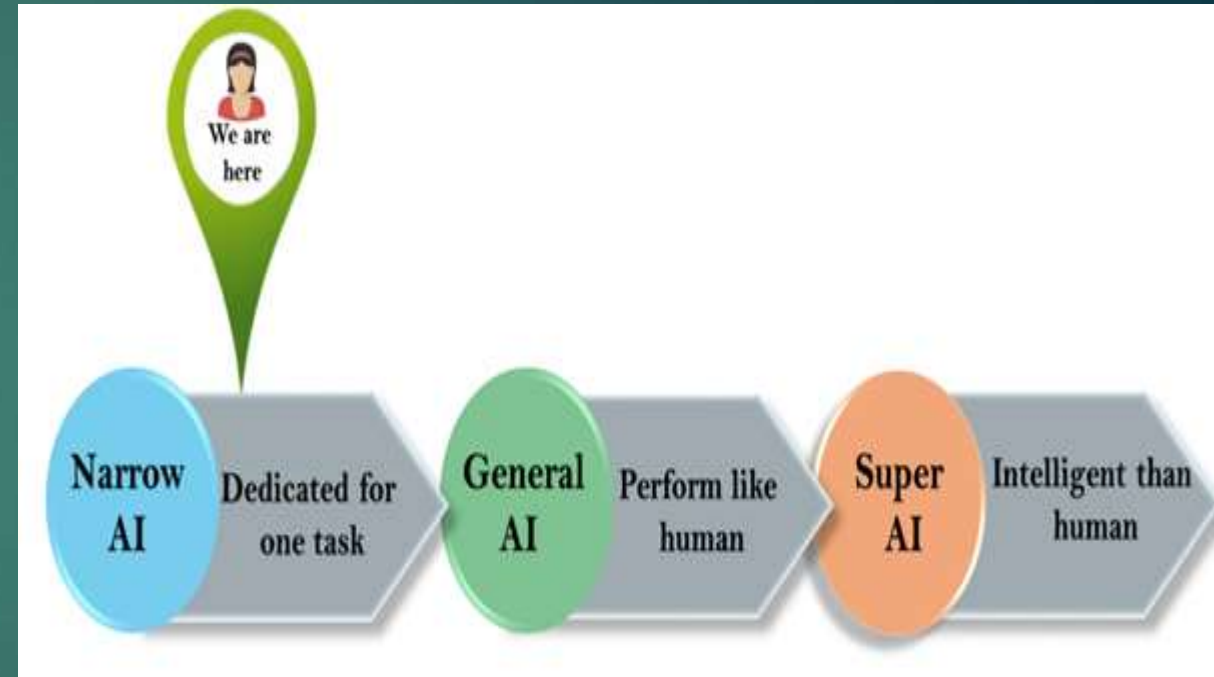 We are
here
Narrow
AI
Dedicated for
one task
General
AI
Perform like
human
Super
AI
Intelligent than
human